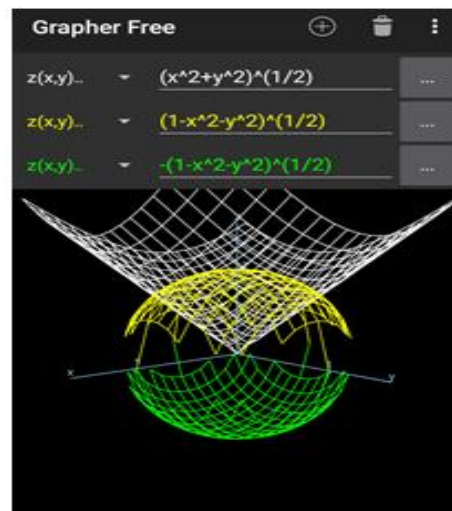 Grapher Free
z(x,y).. (x^2+y^2)^(1/2) ...
z(x,y).. (1-x^2-y^2)^(1/2) ...
z(x,y).. -(1-x^2-y^2)^(1/2) ...
x
y